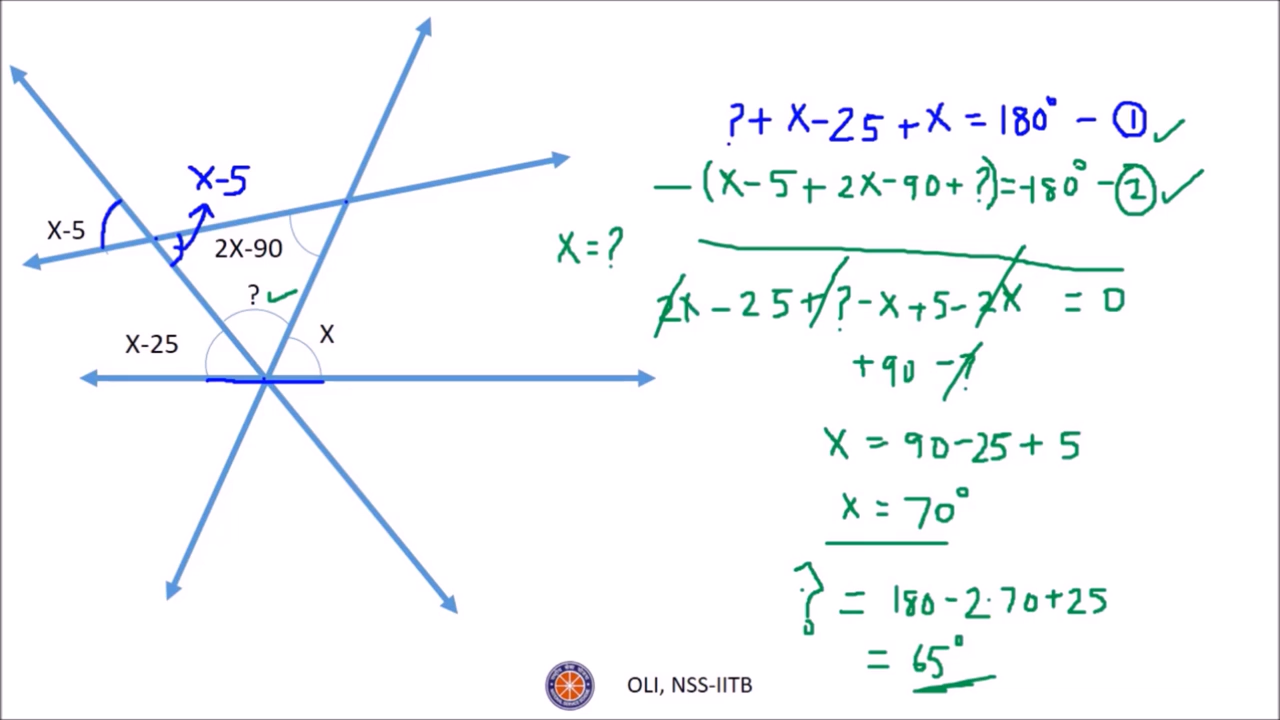 X-5
X-5
2X-90
?
X-25
X
X=?
?+ X-25 + X = 180° - ①
-(X-5+2X-90+?)=-180° - ②
2X-25+?-X+5-2X = 0
+90 -?
X = 90-25+5
X = 70°
? = 180-2·70+25
= 65°
OLI, NSS-IITB